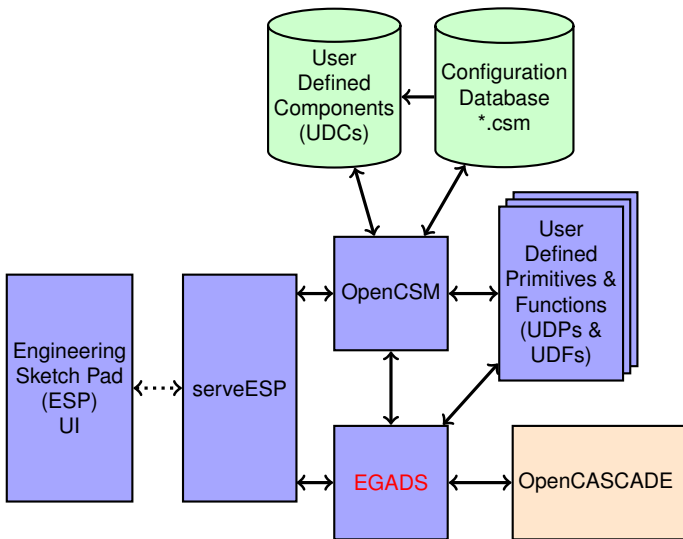 User
Defined
Components
(UDCs)
Configuration
Database
*.csm
OpenCSM
User
Defined
Primitives &
Functions
(UDPs &
UDFs)
Engineering
Sketch Pad
(ESP)
UI
serveESP
EGADS
OpenCASCADE